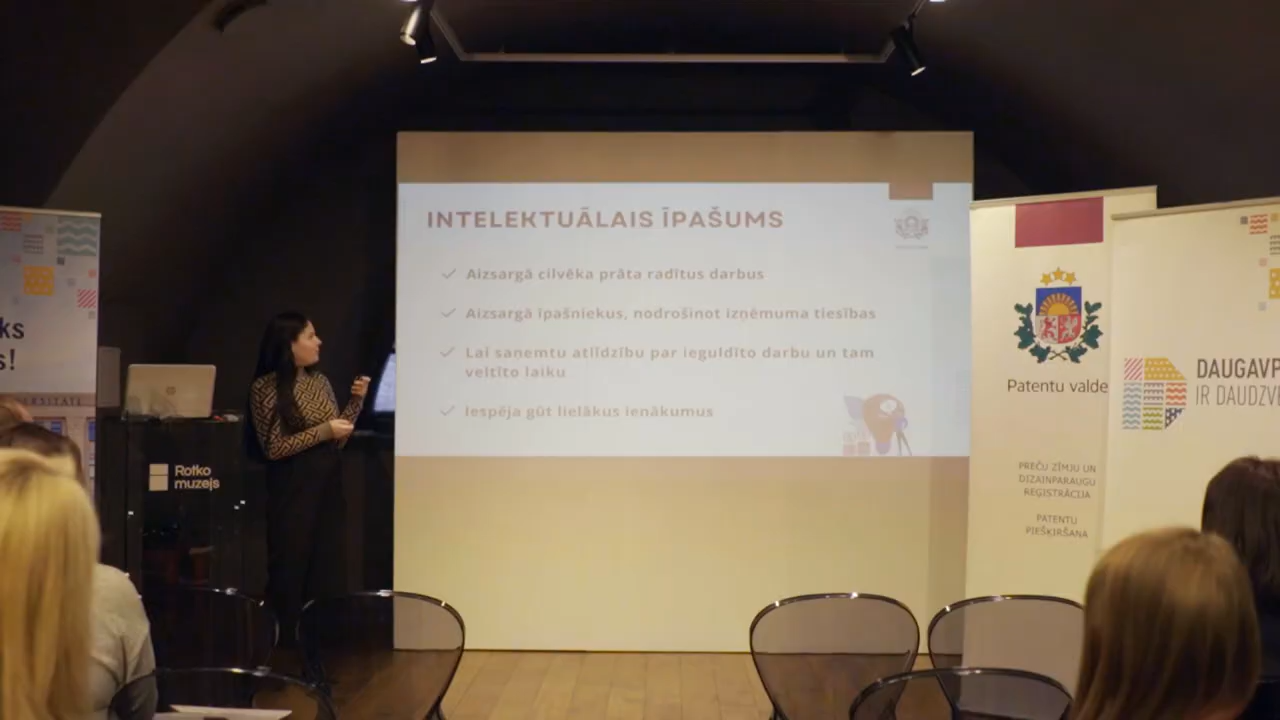 INTELEKTUĀLAIS ĪPAŠUMS
Aizsargā cilvēka prāta radītus darbus
Aizsargā īpašniekus, nodrošinot izņēmuma tiesības
Lai saņemtu atlīdzību par ieguldīto darbu un tam
veltīto laiku
Iespēja gūt lielākus ienākumus
ks
s!
ERSITĀTE
Rotko
muzejs
Patentu valde
PREČU ZĪMJU UN
DIZAINPARAUGU
REĢISTRĀCIJA
PATENTU
PIEŠĶIRŠANA
DAUGAVP
IR DAUDZVE